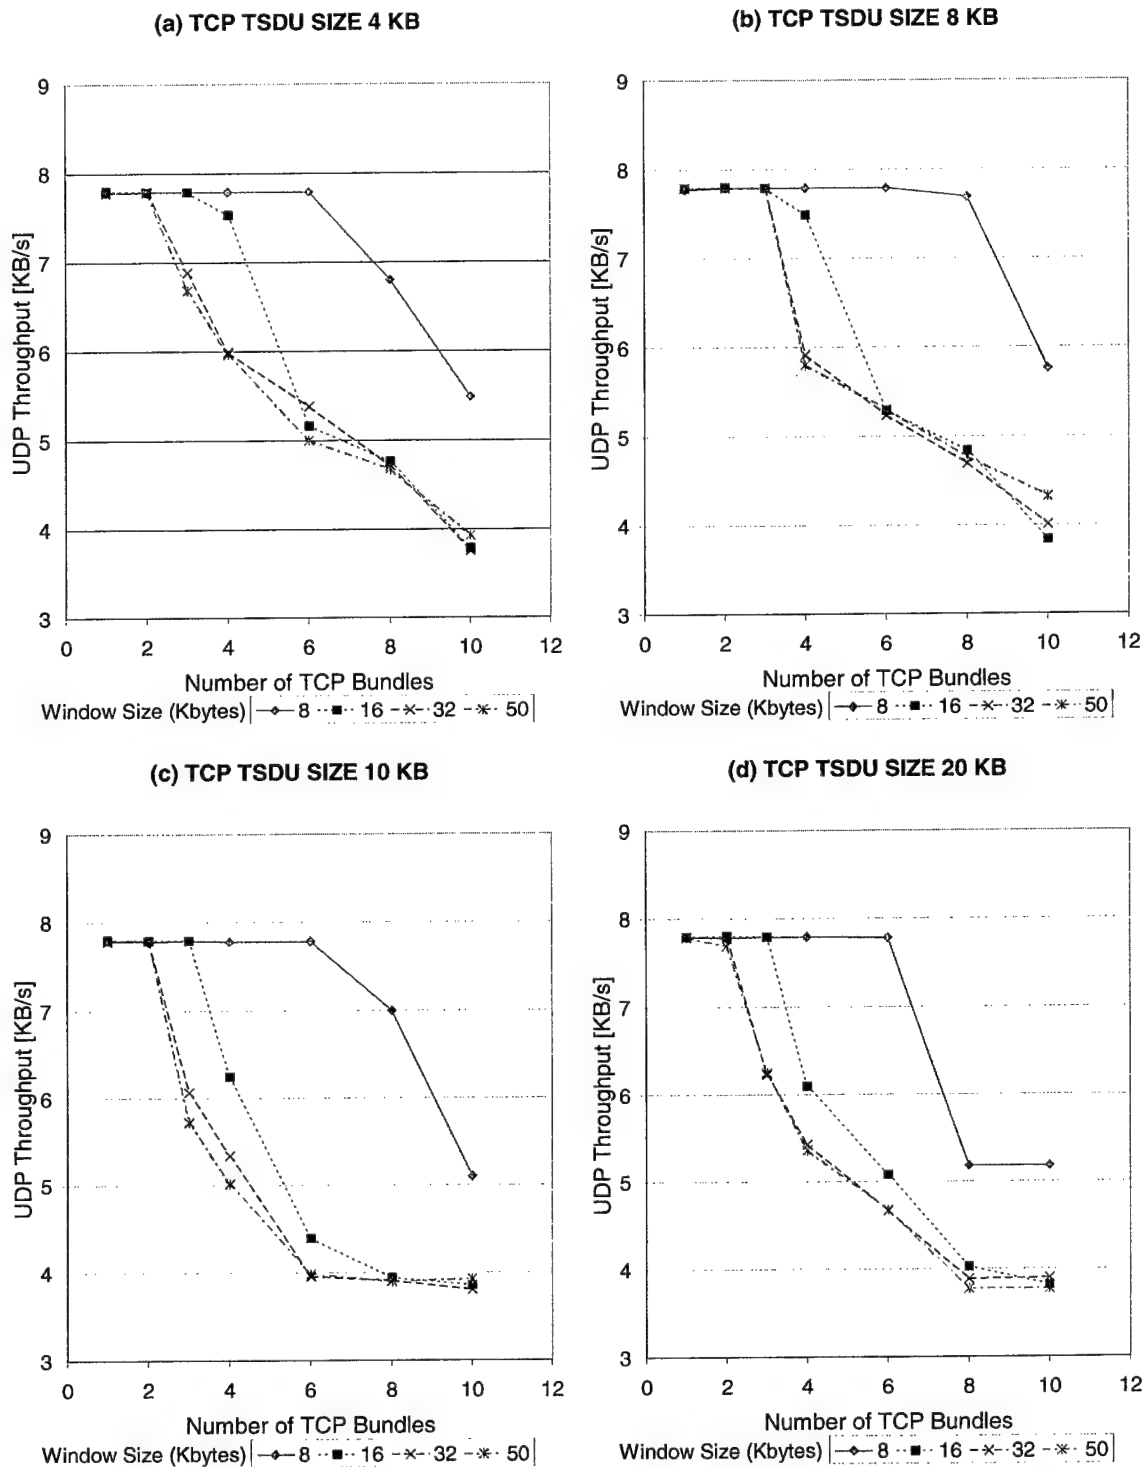 (a) TCP TSDU SIZE 4 KB
9
8
7
6
5
4
3
UDP Throughput [KB/s]
0 2 4 6 8 10 12
Number of TCP Bundles
Window Size (Kbytes) 8 16 32 50
(b) TCP TSDU SIZE 8 KB
9
8
7
6
5
4
3
UDP Throughput [KB/s]
0 2 4 6 8 10 12
Number of TCP Bundles
Window Size (Kbytes) 8 16 32 50
(c) TCP TSDU SIZE 10 KB
9
8
7
6
5
4
3
UDP Throughput [KB/s]
0 2 4 6 8 10 12
Number of TCP Bundles
Window Size (Kbytes) 8 16 32 50
(d) TCP TSDU SIZE 20 KB
9
8
7
6
5
4
3
UDP Throughput [KB/s]
0 2 4 6 8 10 12
Number of TCP Bundles
Window Size (Kbytes) 8 16 32 50